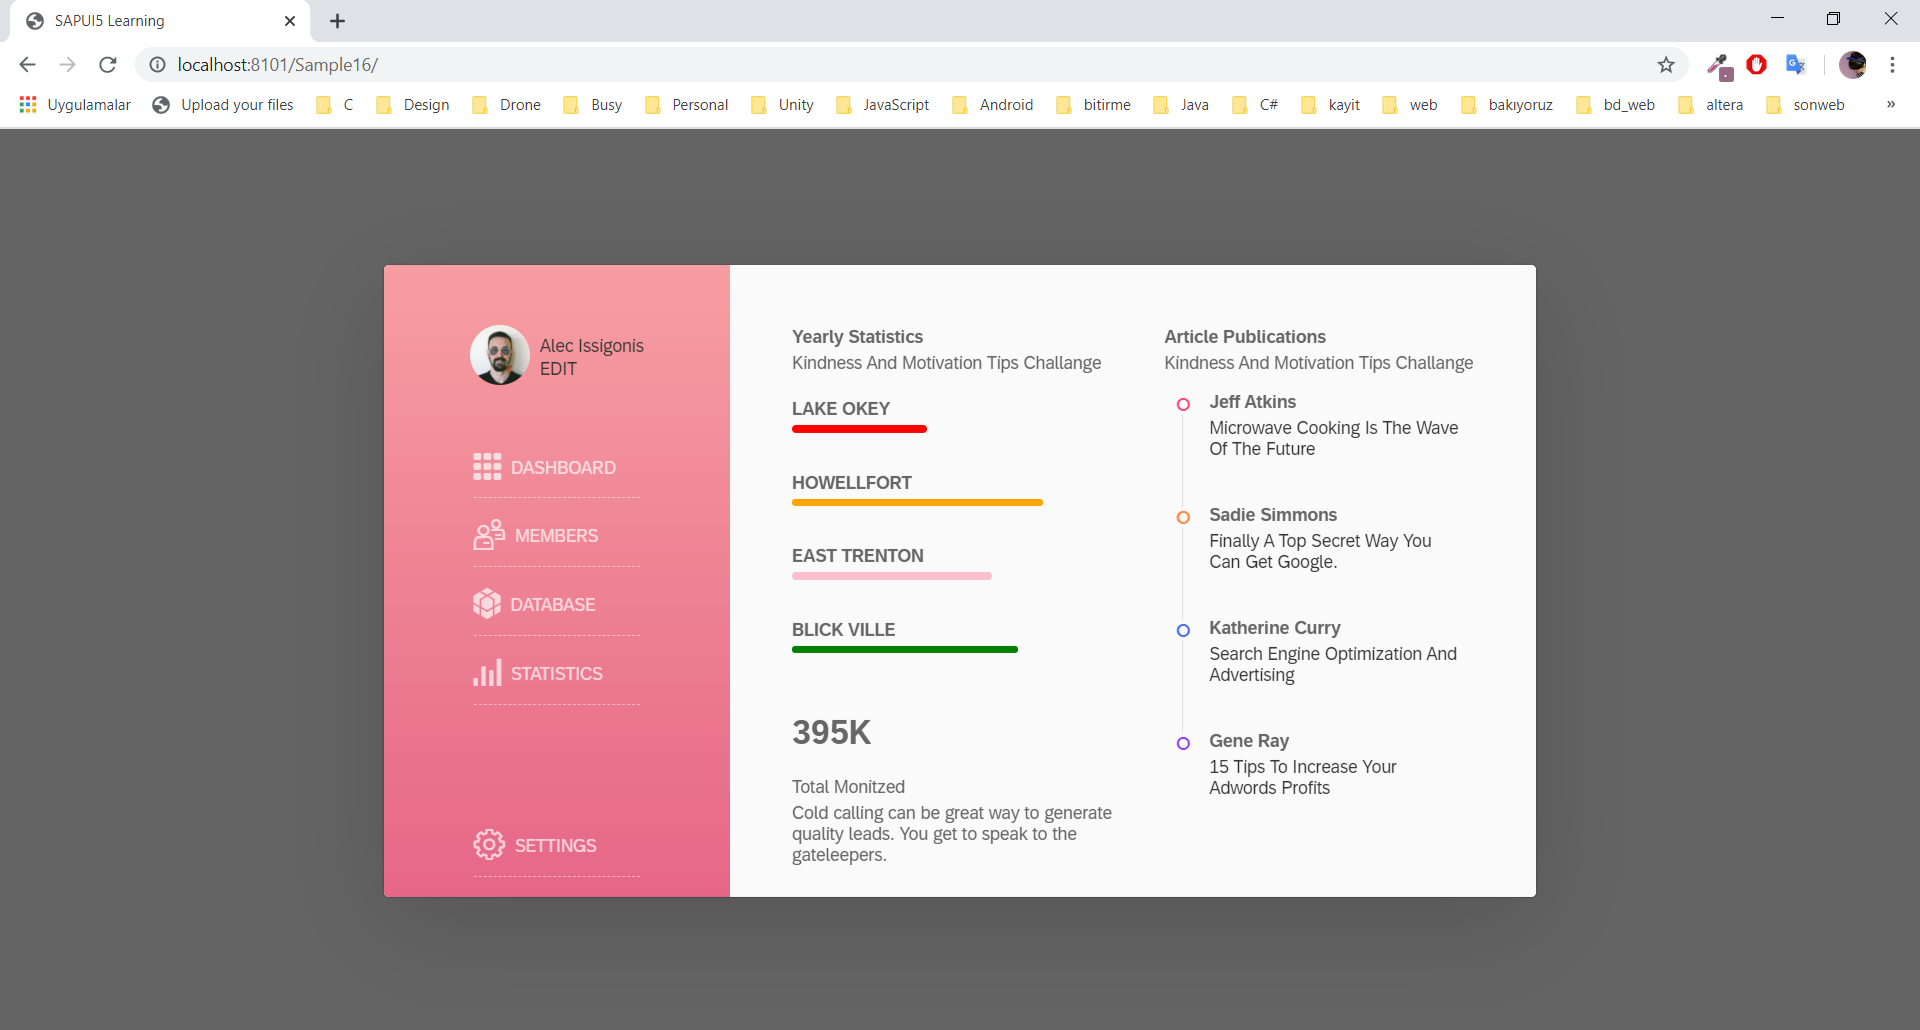 SAPUI5 Learning
localhost:8101/Sample16/
Uygulamalar Upload your files C Design Drone Busy Personal Unity JavaScript Android bitirme Java C# kayit web bakıyoruz bd_web altera sonweb »
Alec Issigonis
EDIT
DASHBOARD
MEMBERS
DATABASE
STATISTICS
SETTINGS
Yearly Statistics
Kindness And Motivation Tips Challange
LAKE OKEY
HOWELLFORT
EAST TRENTON
BLICK VILLE
395K
Total Monitzed
Cold calling can be great way to generate
quality leads. You get to speak to the
gateleepers.
Article Publications
Kindness And Motivation Tips Challange
Jeff Atkins
Microwave Cooking Is The Wave
Of The Future
Sadie Simmons
Finally A Top Secret Way You
Can Get Google.
Katherine Curry
Search Engine Optimization And
Advertising
Gene Ray
15 Tips To Increase Your
Adwords Profits